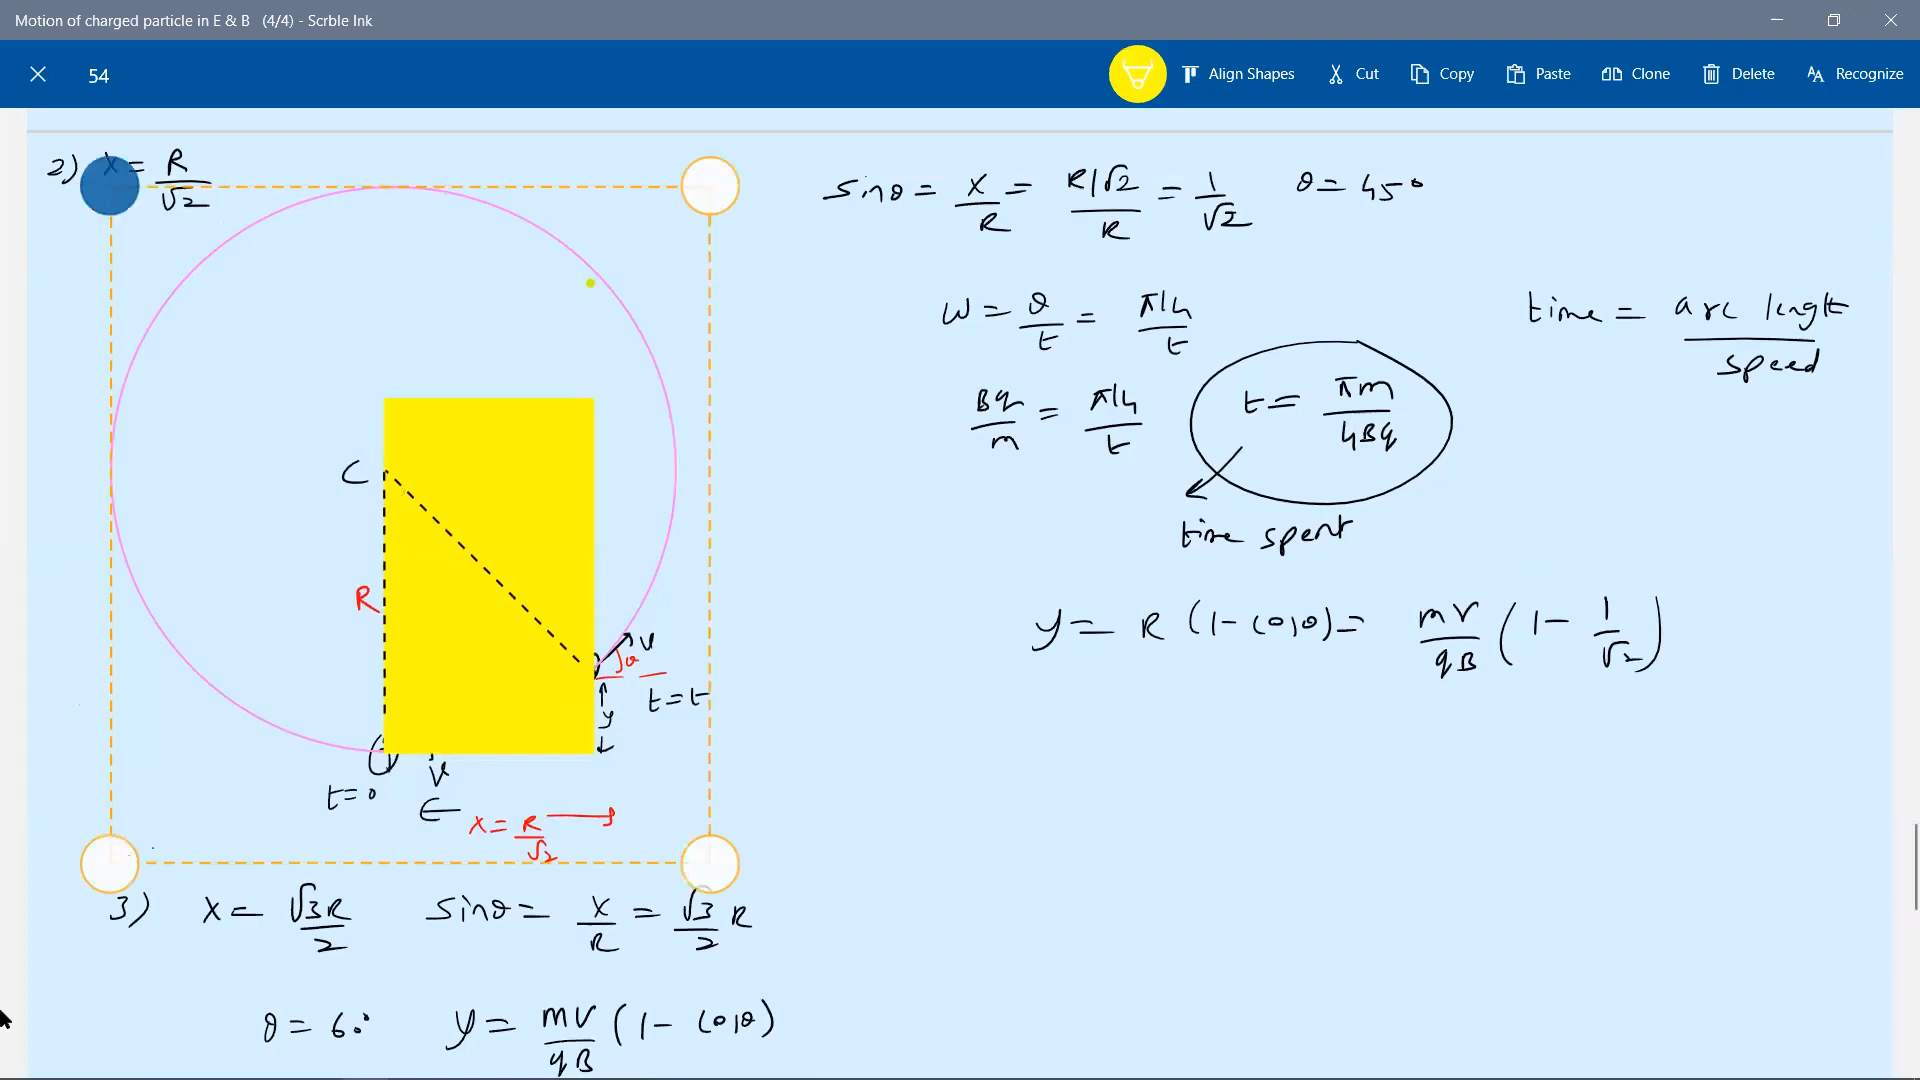 Motion of charged particle in E & B (4/4) - Scrble Ink
54
Align Shapes
Cut
Copy
Paste
Clone
Delete
Recognize
2) x = R/√2
sinθ = x/R = R/√2/R = 1/√2 θ = 45°
ω = θ/t = π/4/t
time = arc lenght/speed
Bq/m = π/4/t t = πm/4Bq
time spent
C
R
v
θ
t = t
y
t = 0
v
x = R/√2
y = R (1 - cosθ) = mv/qB (1 - 1/√2)
3) x = √3R/2 sinθ = x/R = √3/2 R
θ = 60° y = mv/qB (1 - cosθ)